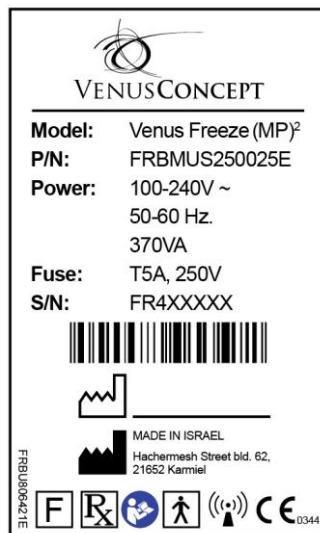 VENUSCONCEPT
Model: Venus Freeze (MP)²
P/N: FRBMUS250025E
Power: 100-240V ~
50-60 Hz.
370VA
Fuse: T5A, 250V
S/N: FR4XXXXX
MADE IN ISRAEL
Hachermesh Street bld. 62,
21652 Karmiel
FRBU806421E
F Rx CE 0344